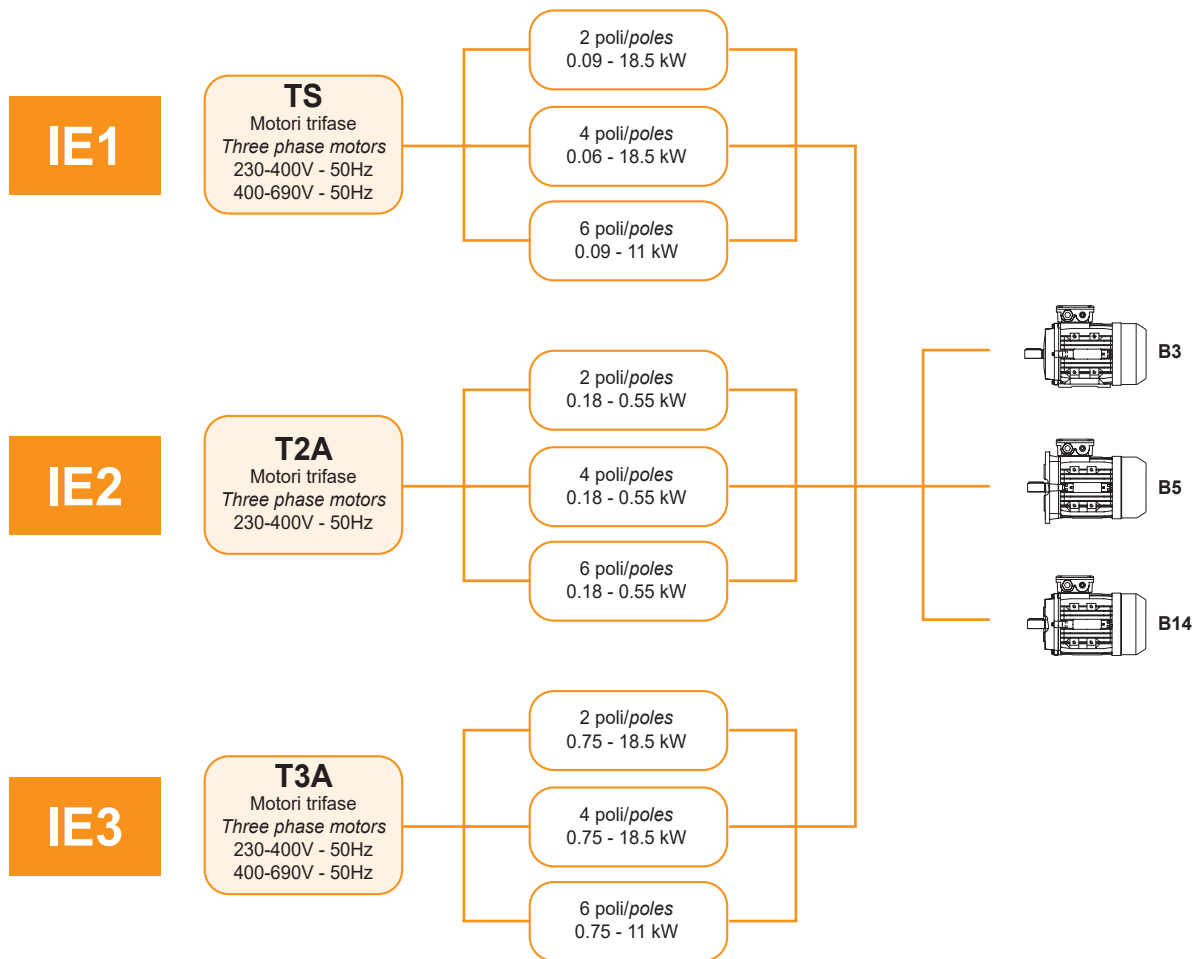 IE1
TS
Motori trifase
Three phase motors
230-400V - 50Hz
400-690V - 50Hz
2 poli/poles
0.09 - 18.5 kW
4 poli/poles
0.06 - 18.5 kW
6 poli/poles
0.09 - 11 kW
IE2
T2A
Motori trifase
Three phase motors
230-400V - 50Hz
2 poli/poles
0.18 - 0.55 kW
4 poli/poles
0.18 - 0.55 kW
6 poli/poles
0.18 - 0.55 kW
IE3
T3A
Motori trifase
Three phase motors
230-400V - 50Hz
400-690V - 50Hz
2 poli/poles
0.75 - 18.5 kW
4 poli/poles
0.75 - 18.5 kW
6 poli/poles
0.75 - 11 kW
B3
B5
B14